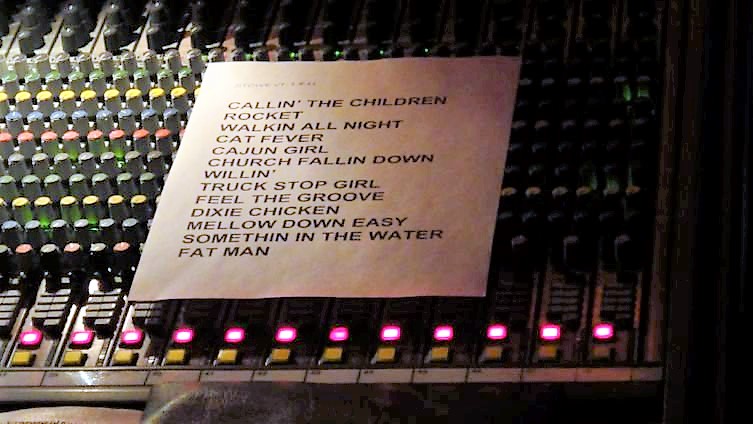 CALLIN' THE CHILDREN
ROCKET
WALKIN ALL NIGHT
CAT FEVER
CAJUN GIRL
CHURCH FALLIN DOWN
WILLIN'
TRUCK STOP GIRL
FEEL THE GROOVE
DIXIE CHICKEN
MELLOW DOWN EASY
SOMETHIN IN THE WATER
FAT MAN